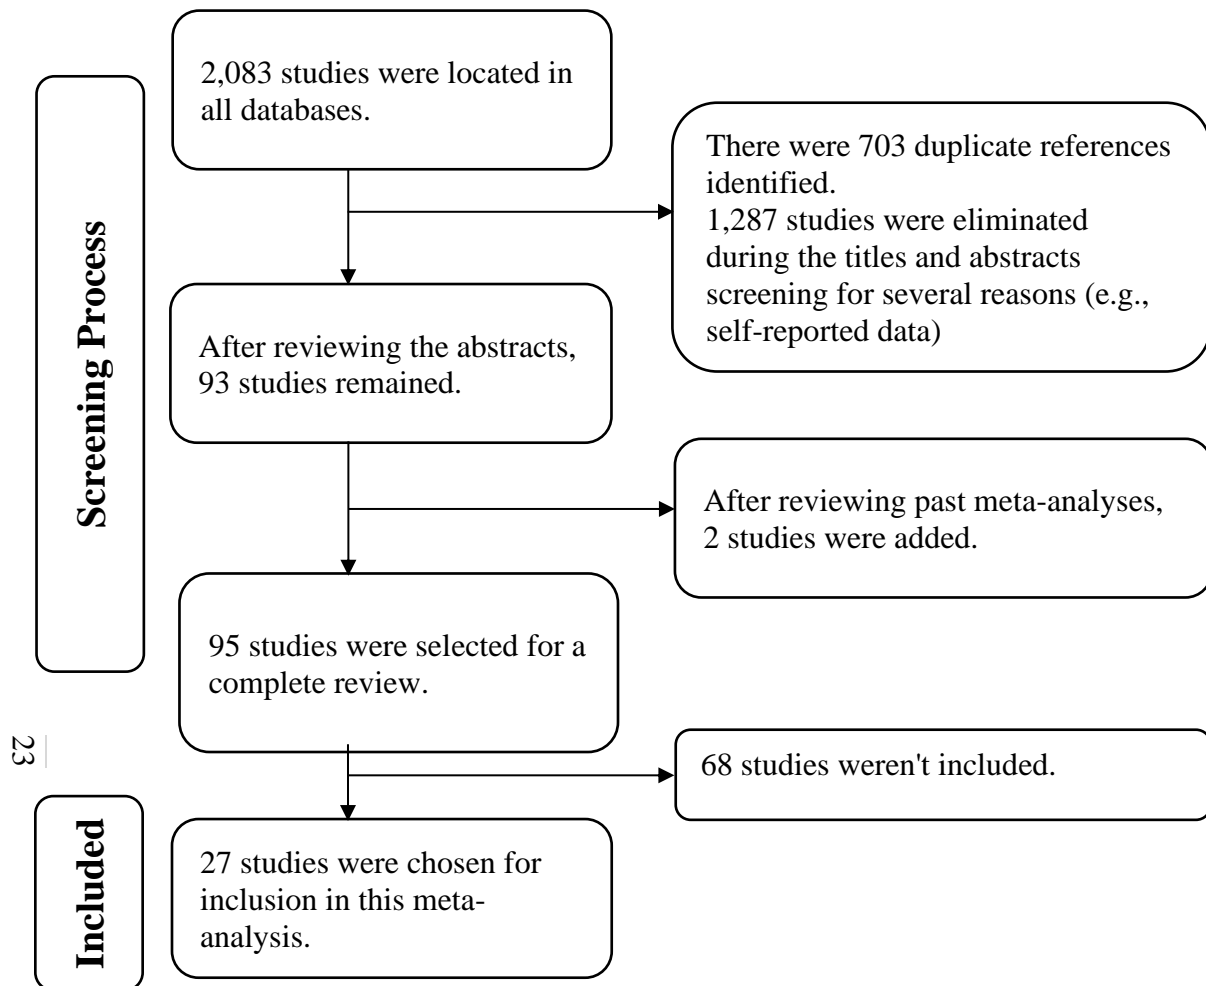 2,083 studies were located in
all databases.
There were 703 duplicate references
identified.
1,287 studies were eliminated
during the titles and abstracts
screening for several reasons (e.g.,
self-reported data)
Screening Process
After reviewing the abstracts,
93 studies remained.
After reviewing past meta-analyses,
2 studies were added.
95 studies were selected for a
complete review.
23
68 studies weren't included.
Included
27 studies were chosen for
inclusion in this meta-
analysis.